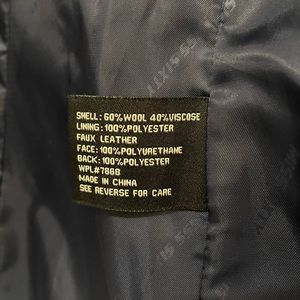 SHELL: 60%WOOL 40%VISCOSE
LINING: 100%POLYESTER
FAUX LEATHER
FACE: 100%POLYURETHANE
BACK: 100%POLYESTER
WPL#7888
MADE IN CHINA
SEE REVERSE FOR CARE